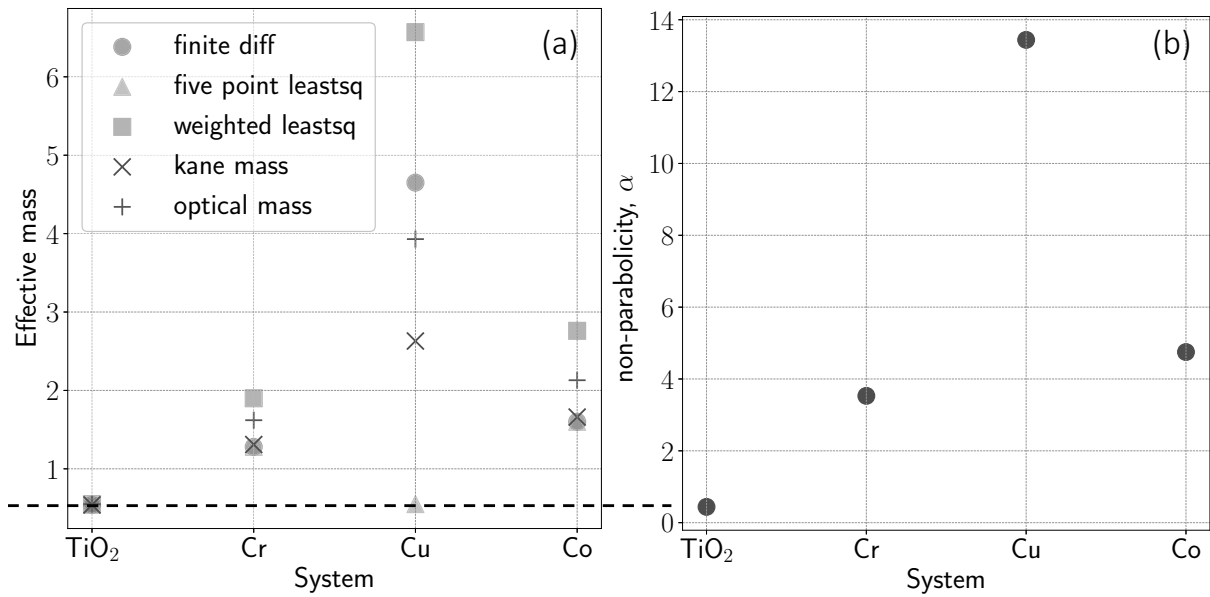 (a)
finite diff
five point leastsq
weighted leastsq
kane mass
optical mass
Effective mass
6
5
4
3
2
1
TiO₂ Cr Cu Co
System
(b)
non-parabolicity, α
14
12
10
8
6
4
2
0
TiO₂ Cr Cu Co
System